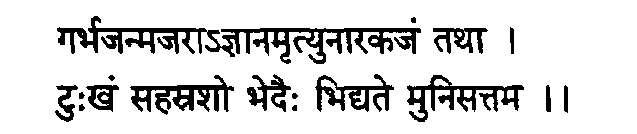 गर्भजन्मजराऽज्ञानमृत्युनारकजं तथा ।
टुःखं सहस्रशो भेदैः भिद्यते मुनिसत्तम ।।